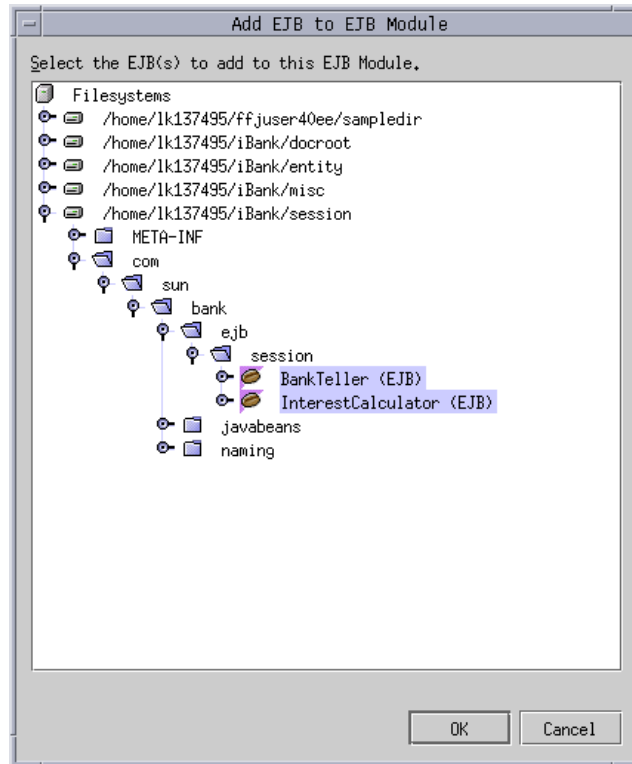 Add EJB to EJB Module
Select the EJB(s) to add to this EJB Module.
Filesystems
/home/lk137495/ffjuser40ee/sampledir
/home/lk137495/iBank/docroot
/home/lk137495/iBank/entity
/home/lk137495/iBank/misc
/home/lk137495/iBank/session
META-INF
com
sun
bank
ejb
session
BankTeller (EJB)
InterestCalculator (EJB)
javabeans
naming
OK Cancel